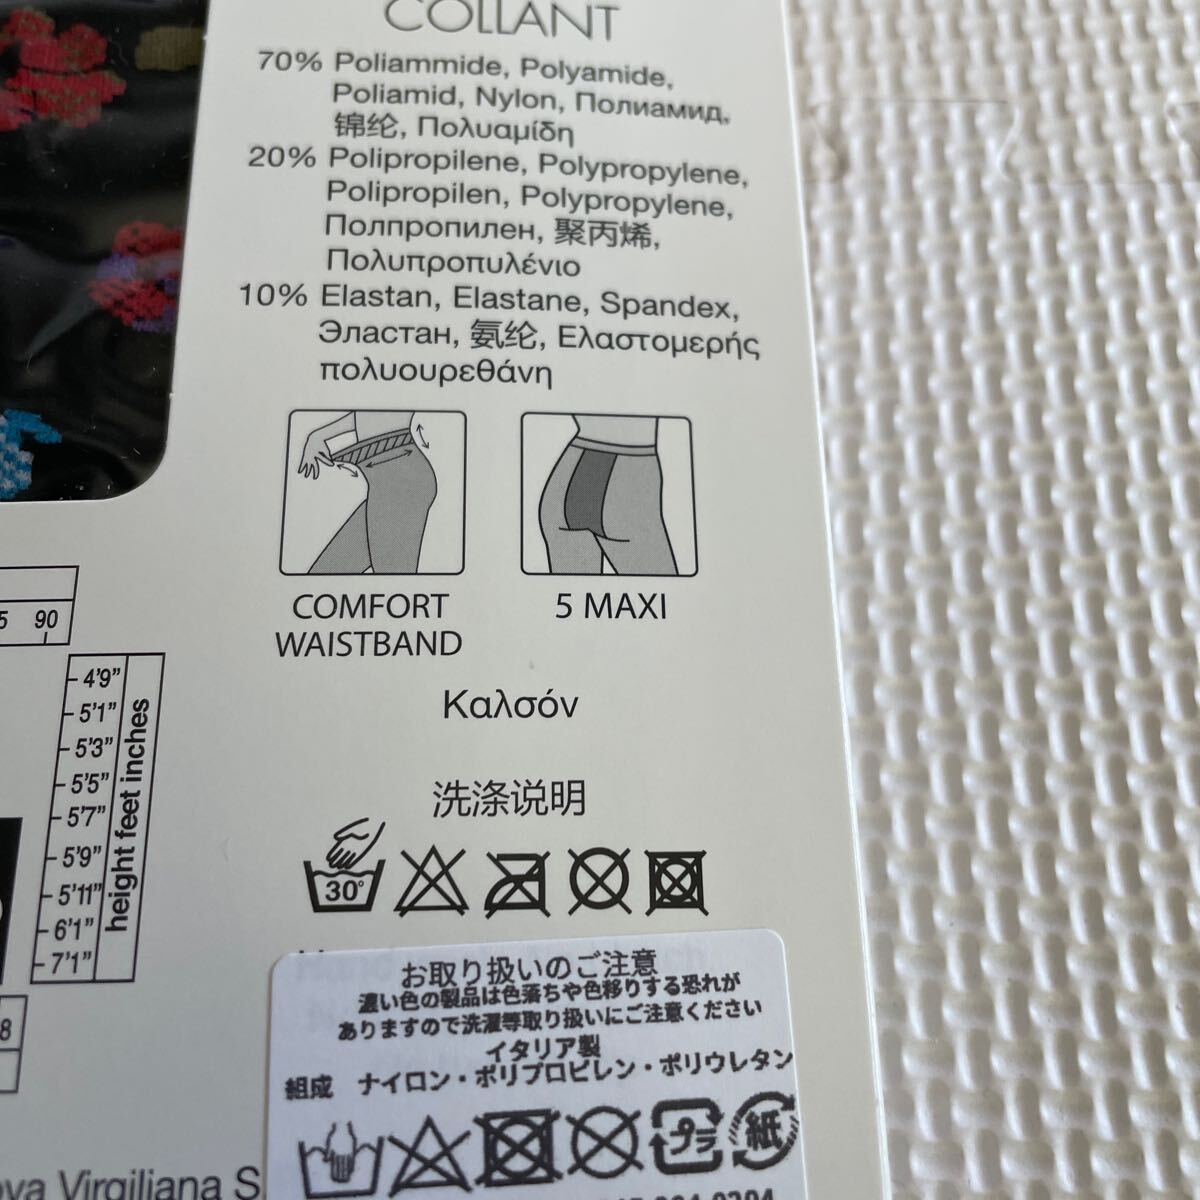 COLLANT
70% Poliammide, Polyamide,
Poliamid, Nylon, Полиамид,
锦纶, Πολυαμίδη
20% Polipropilene, Polypropylene,
Polipropilen, Polypropylene,
Полпропилен, 聚丙烯,
Πολυπροπυλένιο
10% Elastan, Elastane, Spandex,
Эластан, 氨纶, Ελαστομερής
πολυουρεθάνη
COMFORT
WAISTBAND
5 MAXI
Καλσόν
洗涤说明
30°
90
4'9"
5'1"
5'3"
5'5"
5'7"
5'9"
5'11"
6'1"
7'1"
height feet inches
8
お取り扱いのご注意
濃い色の製品は色落ちや色移りする恐れが
ありますので洗濯等取り扱いにご注意ください
イタリア製
組成 ナイロン・ポリプロピレン・ポリウレタン
プラ
紙
Virgiliana S